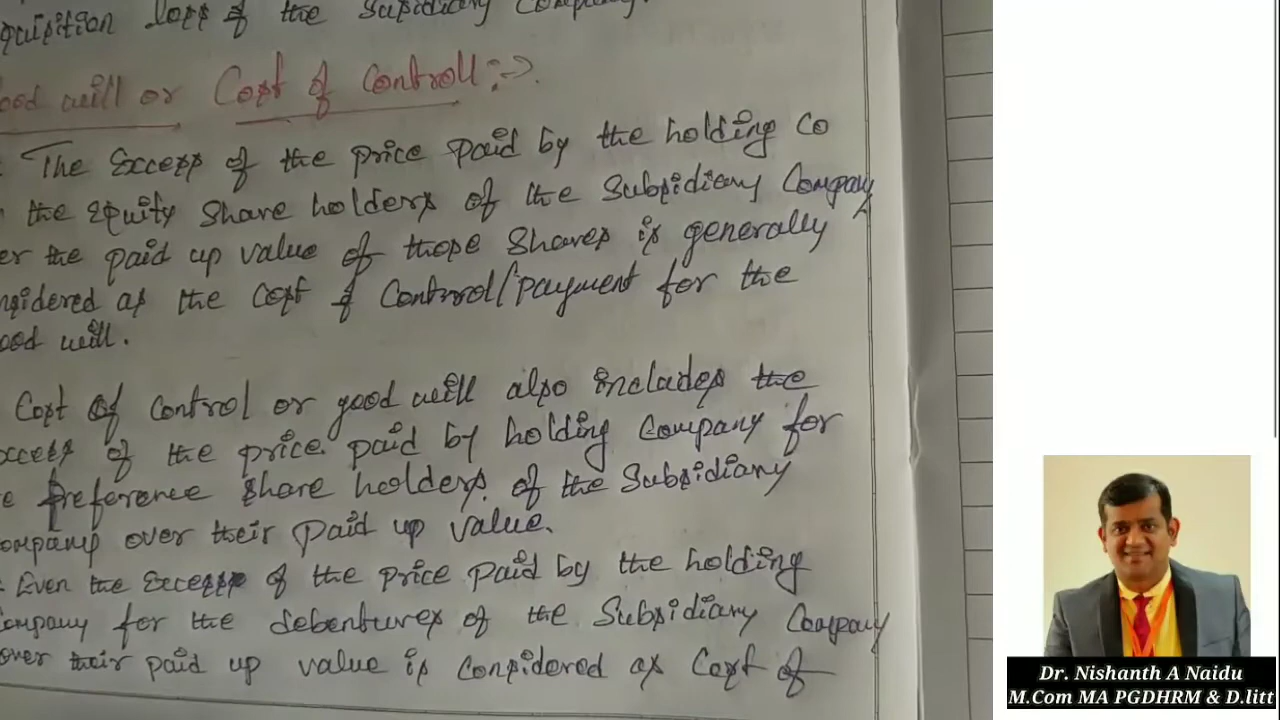 quisition loss of the Subsidiary Company.
ood will or Cost of Controll :->.
: The Excess of the price paid by the holding Co
the Equity Share holders of the Subsidiary Company
er the paid up value of those Shares is generally
nsidered as the Cost of Control/payment for the
ood will.
Cost of Control or good will also includes the
xcess of the price paid by holding Company for
e Preference Share holders. of the Subsidiary
ompany over their paid up value.
: Even the Excess of the price paid by the holding
Company for the debentures of the Subsidiary Company
over their paid up value is Considered as Cost of
Dr. Nishanth A Naidu
M.Com MA PGDHRM & D.litt